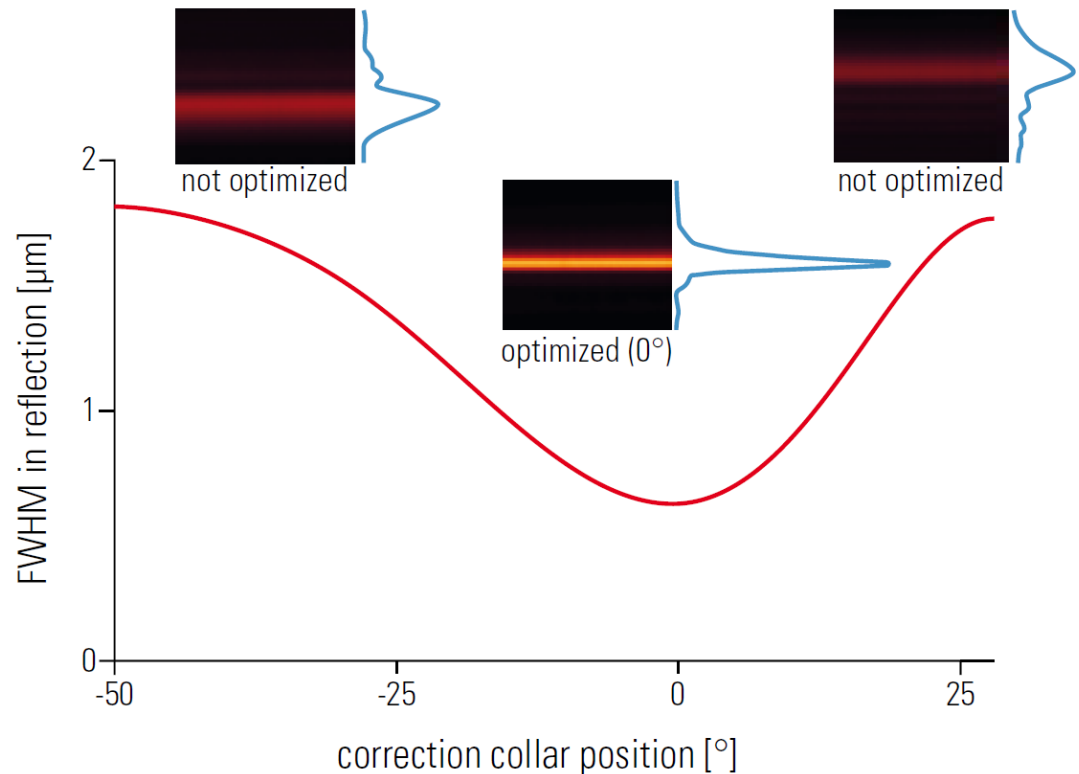 not optimized
not optimized
optimized (0°)
FWHM in reflection [µm]
2
1
0
-50
-25
0
25
correction collar position [°]